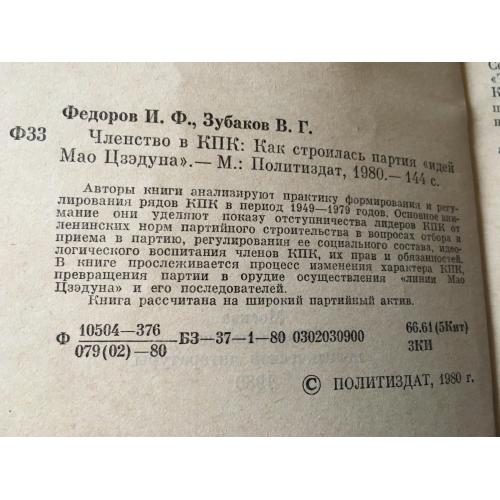 Федоров И. Ф., Зубаков В. Г.
Ф33
Членство в КПК: Как строилась партия «идей
Мао Цзэдуна».— М.: Политиздат, 1980.— 144 с.
Авторы книги анализируют практику формирования и регу-
лирования рядов КПК в период 1949—1979 годов. Основное вни-
мание они уделяют показу отступничества лидеров КПК от
ленинских норм партийного строительства в вопросах отбора и
приема в партию, регулирования ее социального состава, идео-
логического воспитания членов КПК, их прав и обязанностей.
В книге прослеживается процесс изменения характера КПК,
превращения партии в орудие осуществления «линии Мао
Цзэдуна» и его последователей.
Книга рассчитана на широкий партийный актив.
Ф 10504—376
079(02)—80
БЗ—37—1—80 0302030900
66.61(5Кит)
3КИ
© ПОЛИТИЗДАТ, 1980 г.